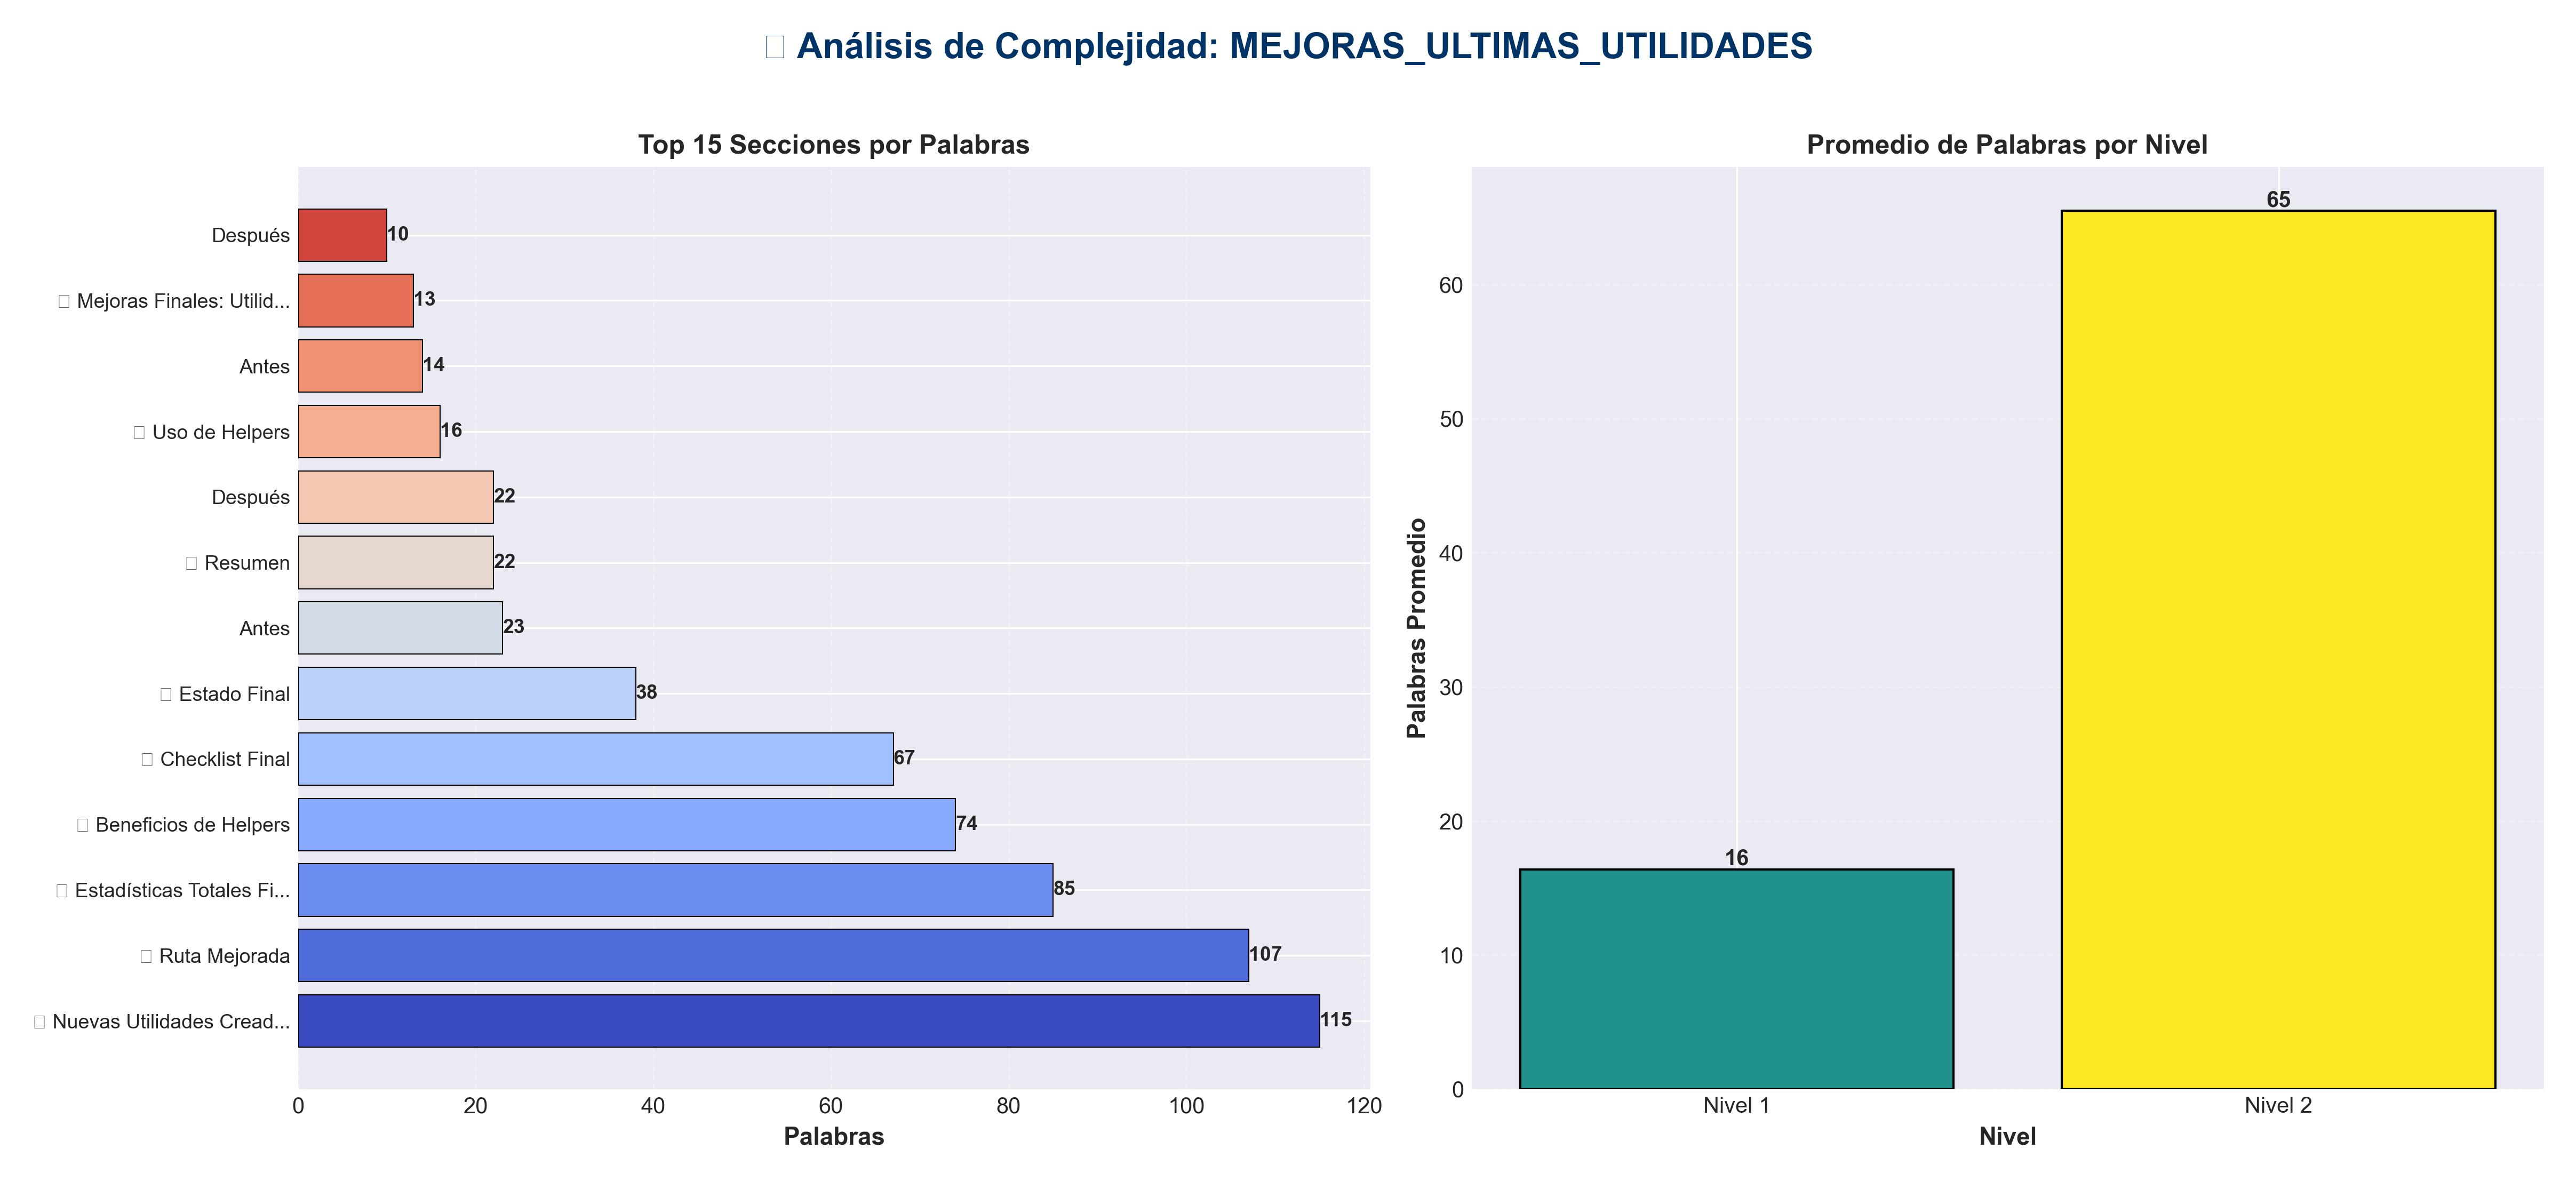 Análisis de Complejidad: MEJORAS_ULTIMAS_UTILIDADES
Top 15 Secciones por Palabras
Después
10
Mejoras Finales: Utilid...
13
Antes
14
Uso de Helpers
16
Después
22
Resumen
22
Antes
23
Estado Final
38
Checklist Final
67
Beneficios de Helpers
74
Estadísticas Totales Fi...
85
Ruta Mejorada
107
Nuevas Utilidades Cread...
115
0 20 40 60 80 100 120
Palabras
Promedio de Palabras por Nivel
Palabras Promedio
60
50
40
30
20
10
0
16
65
Nivel 1 Nivel 2
Nivel